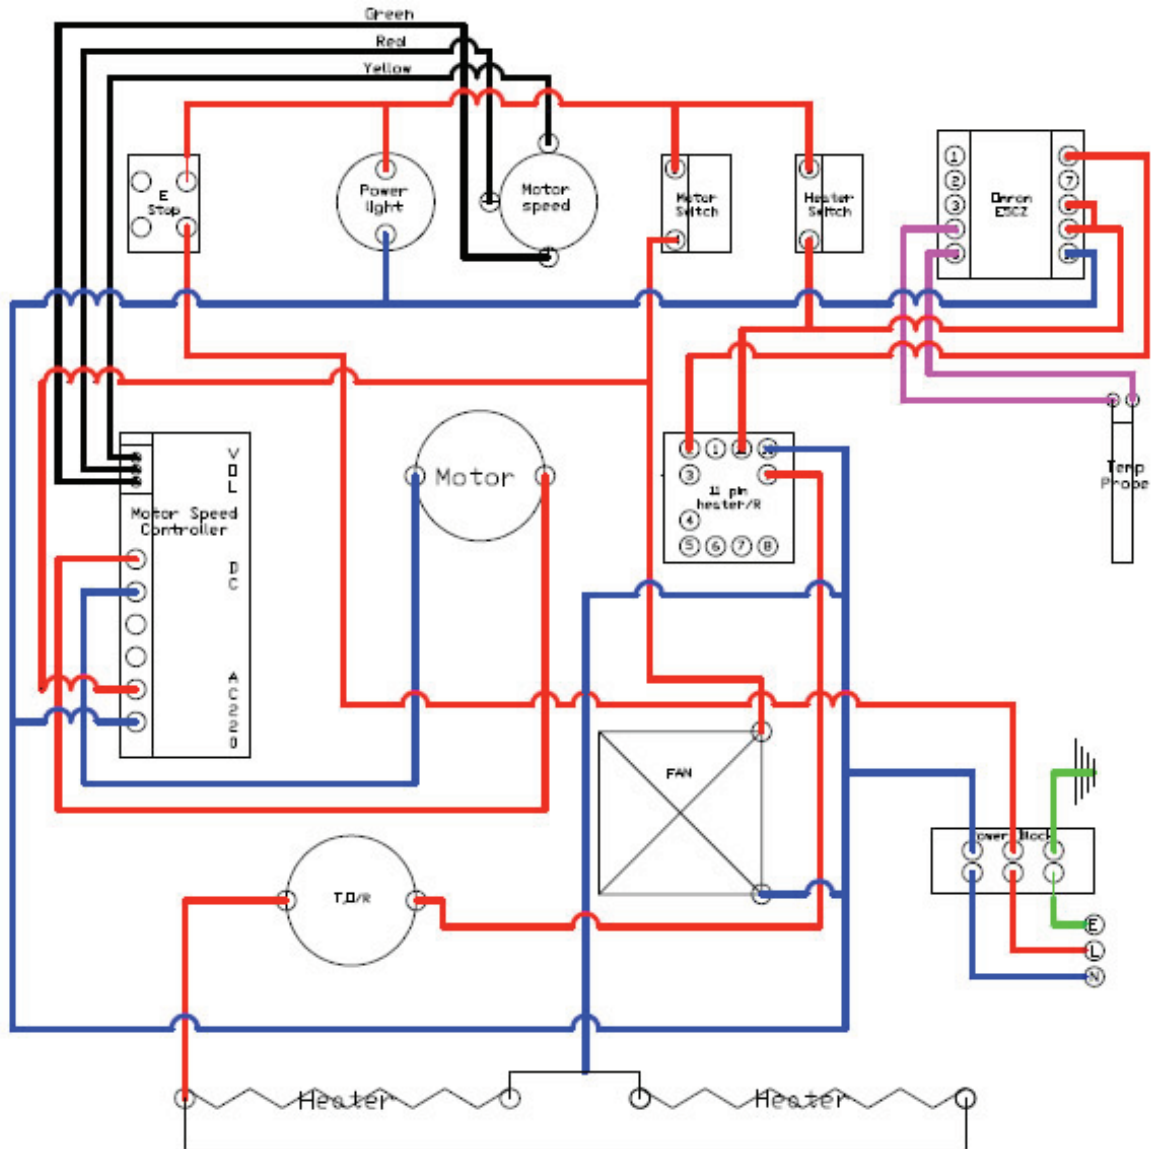 Green
Red
Yellow
E
Stop
Power
light
Motor
speed
Motor
Switch
Heater
Switch
1
2
3
7
Omron
E5CZ
V
O
L
Motor Speed
Controller
D
C
A
C
2
2
0
Motor
1
3
11 pin
heater/R
4
5 6 7 8
Temp
Probe
FAN
T,O/R
Power Block
E
L
N
Heater
Heater